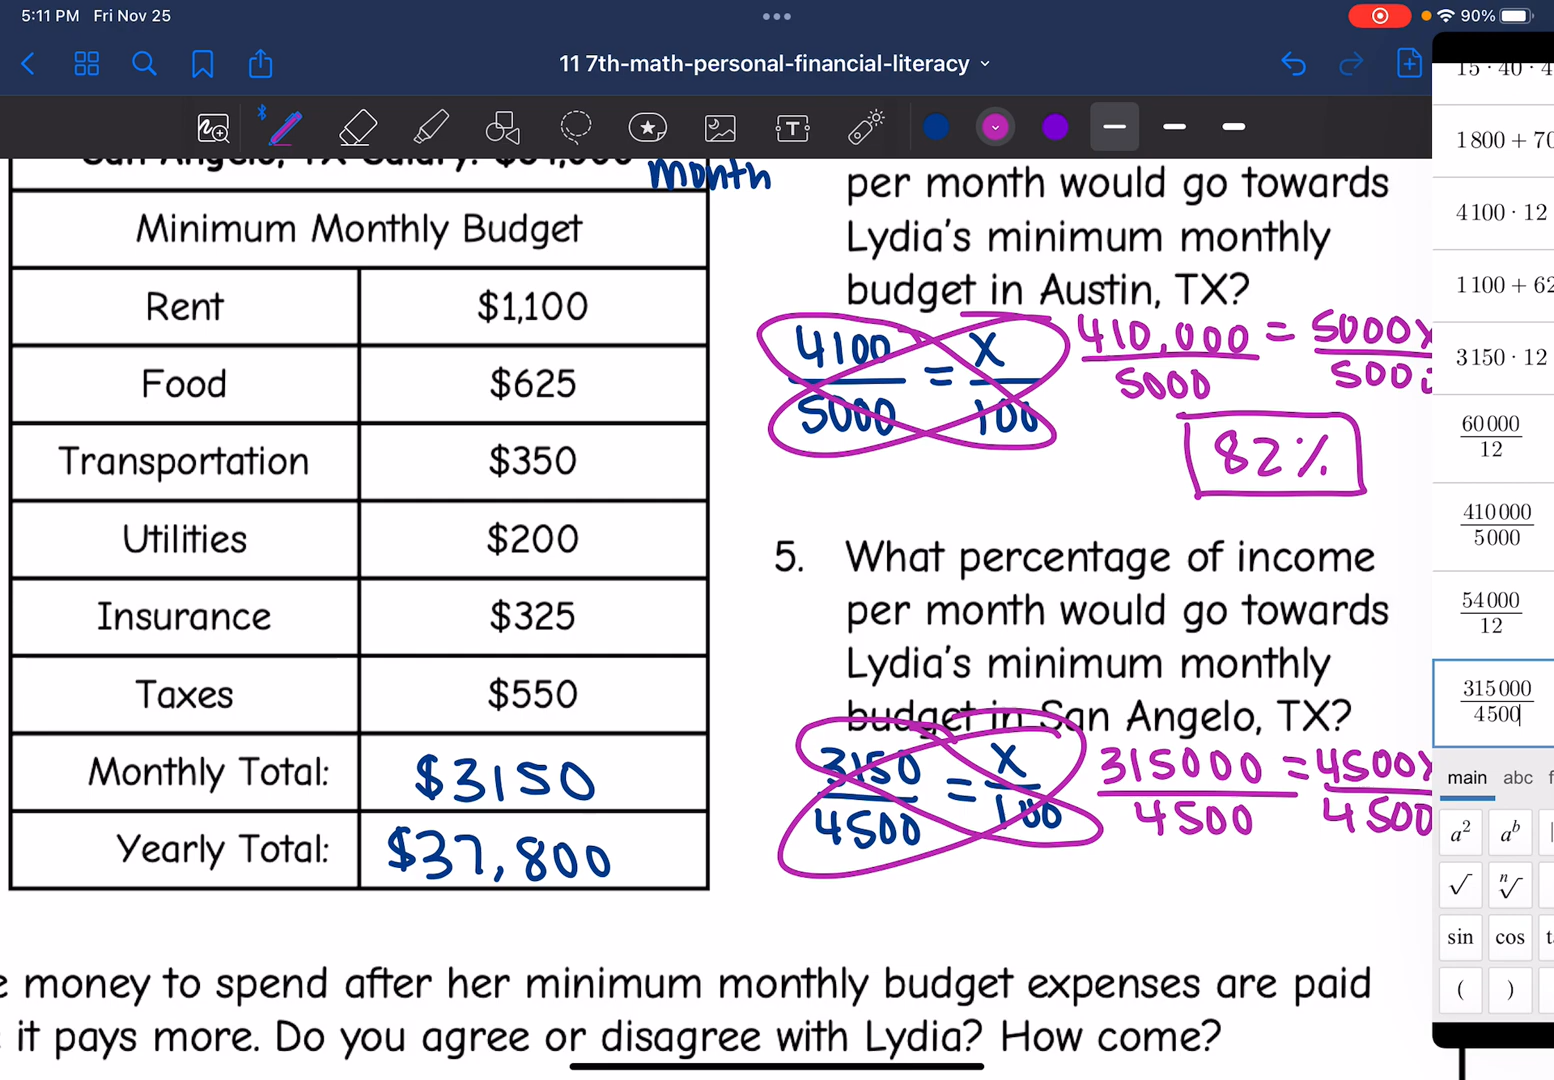 5:11 PM Fri Nov 25
90%
11 7th-math-personal-financial-literacy
month
Minimum Monthly Budget
Rent $1,100
Food $625
Transportation $350
Utilities $200
Insurance $325
Taxes $550
Monthly Total: $3150
Yearly Total: $37,800
per month would go towards
Lydia's minimum monthly
budget in Austin, TX?
4100/5000 = x/100
410,000/5000 = 5000x/5000
82%
5. What percentage of income
per month would go towards
Lydia's minimum monthly
budget in San Angelo, TX?
3150/4500 = x/100
315000/4500 = 4500x/4500
money to spend after her minimum monthly budget expenses are paid
it pays more. Do you agree or disagree with Lydia? How come?
15 · 40 · 4
1800 + 70
4100 · 12
1100 + 62
3150 · 12
60000/12
410000/5000
54000/12
315000/4500
main abc f
a² aᵇ
√ ⁿ√
sin cos t
( )